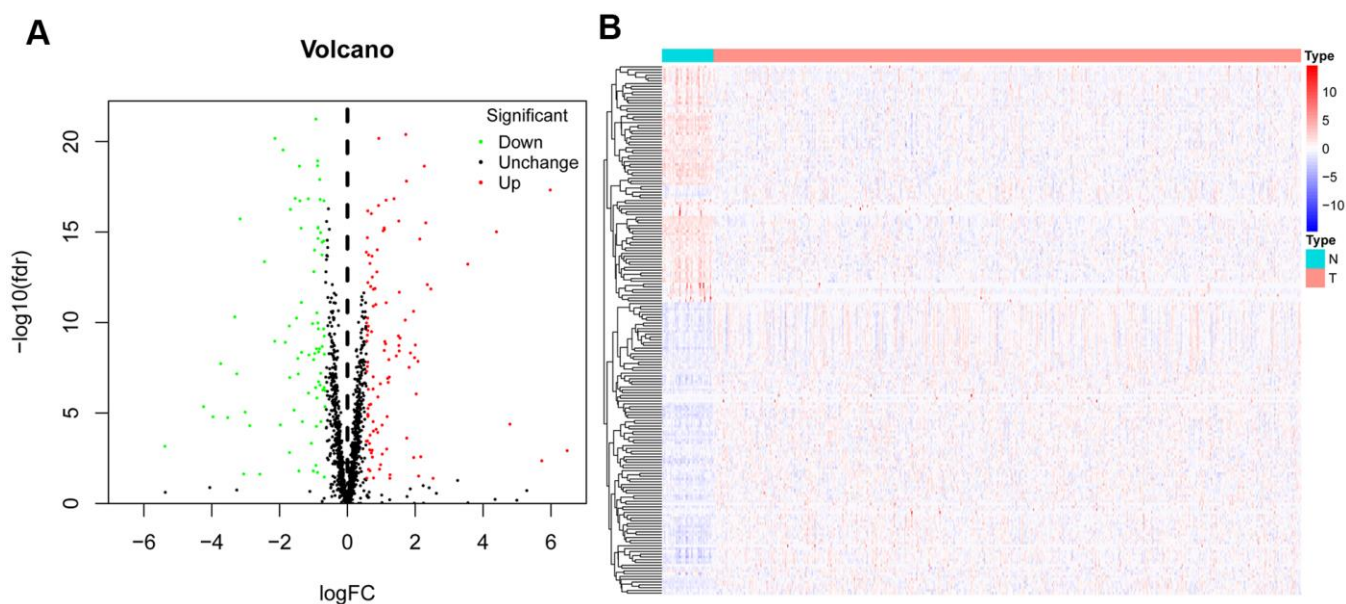 A
Volcano
Significant
Down
Unchange
Up
−log10(fdr)
20
15
10
5
0
−6 −4 −2 0 2 4 6
logFC
B
Type
10
5
0
−5
−10
Type
N
T